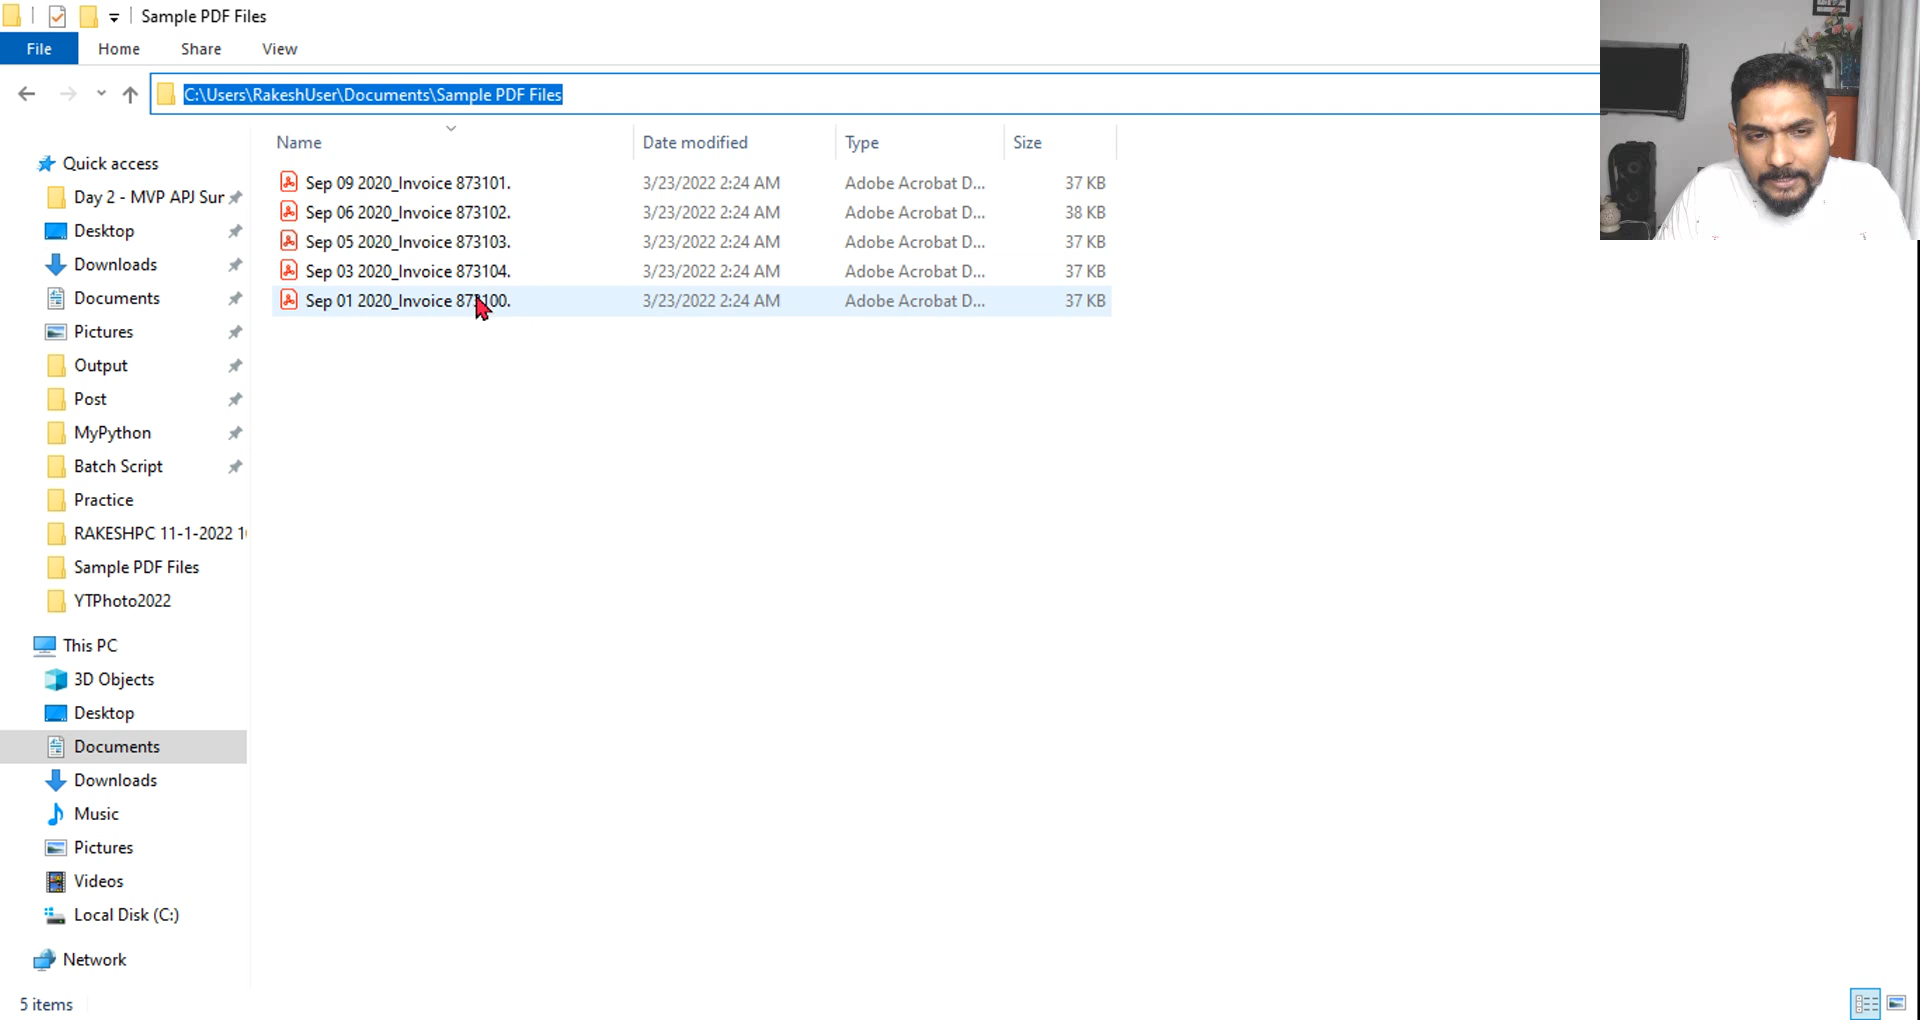 Sample PDF Files
File Home Share View
C:\Users\RakeshUser\Documents\Sample PDF Files
Name Date modified Type Size
Sep 09 2020_Invoice 873101. 3/23/2022 2:24 AM Adobe Acrobat D... 37 KB
Sep 06 2020_Invoice 873102. 3/23/2022 2:24 AM Adobe Acrobat D... 38 KB
Sep 05 2020_Invoice 873103. 3/23/2022 2:24 AM Adobe Acrobat D... 37 KB
Sep 03 2020_Invoice 873104. 3/23/2022 2:24 AM Adobe Acrobat D... 37 KB
Sep 01 2020_Invoice 873100. 3/23/2022 2:24 AM Adobe Acrobat D... 37 KB
Quick access
Day 2 - MVP APJ Sur
Desktop
Downloads
Documents
Pictures
Output
Post
MyPython
Batch Script
Practice
RAKESHPC 11-1-2022 1
Sample PDF Files
YTPhoto2022
This PC
3D Objects
Desktop
Documents
Downloads
Music
Pictures
Videos
Local Disk (C:)
Network
5 items